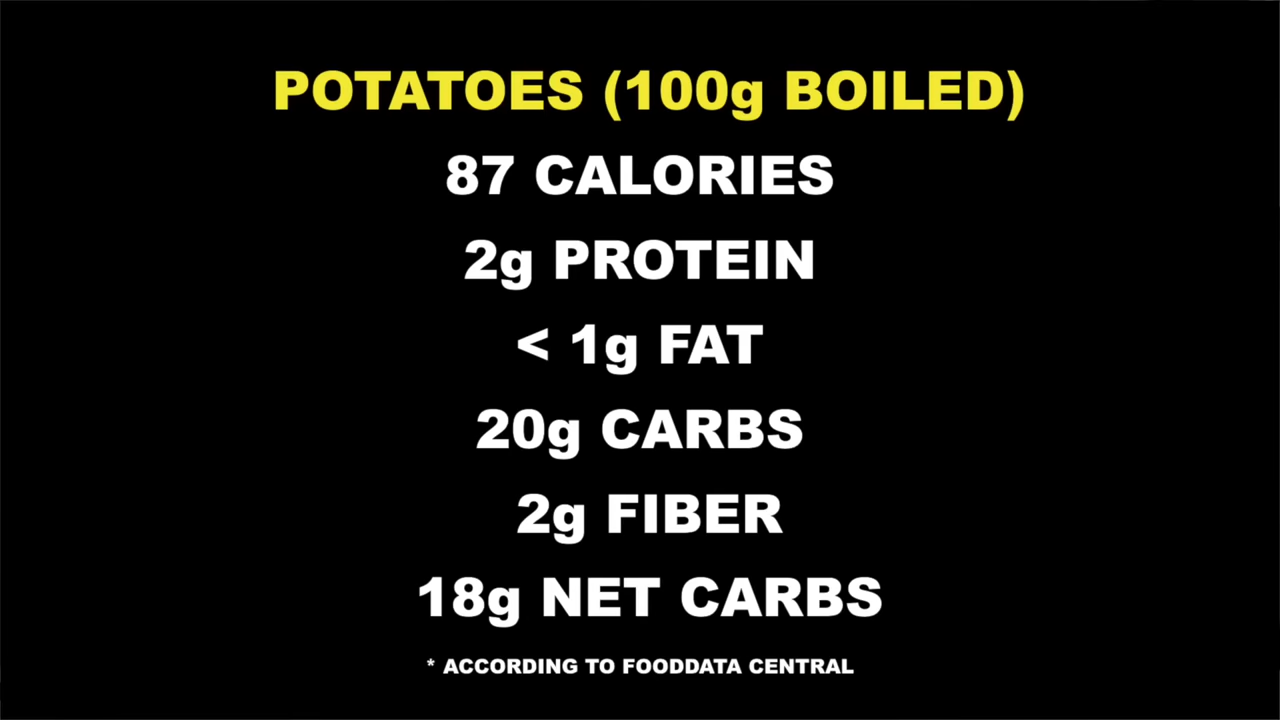 POTATOES (100g BOILED)
87 CALORIES
2g PROTEIN
< 1g FAT
20g CARBS
2g FIBER
18g NET CARBS
* ACCORDING TO FOODDATA CENTRAL